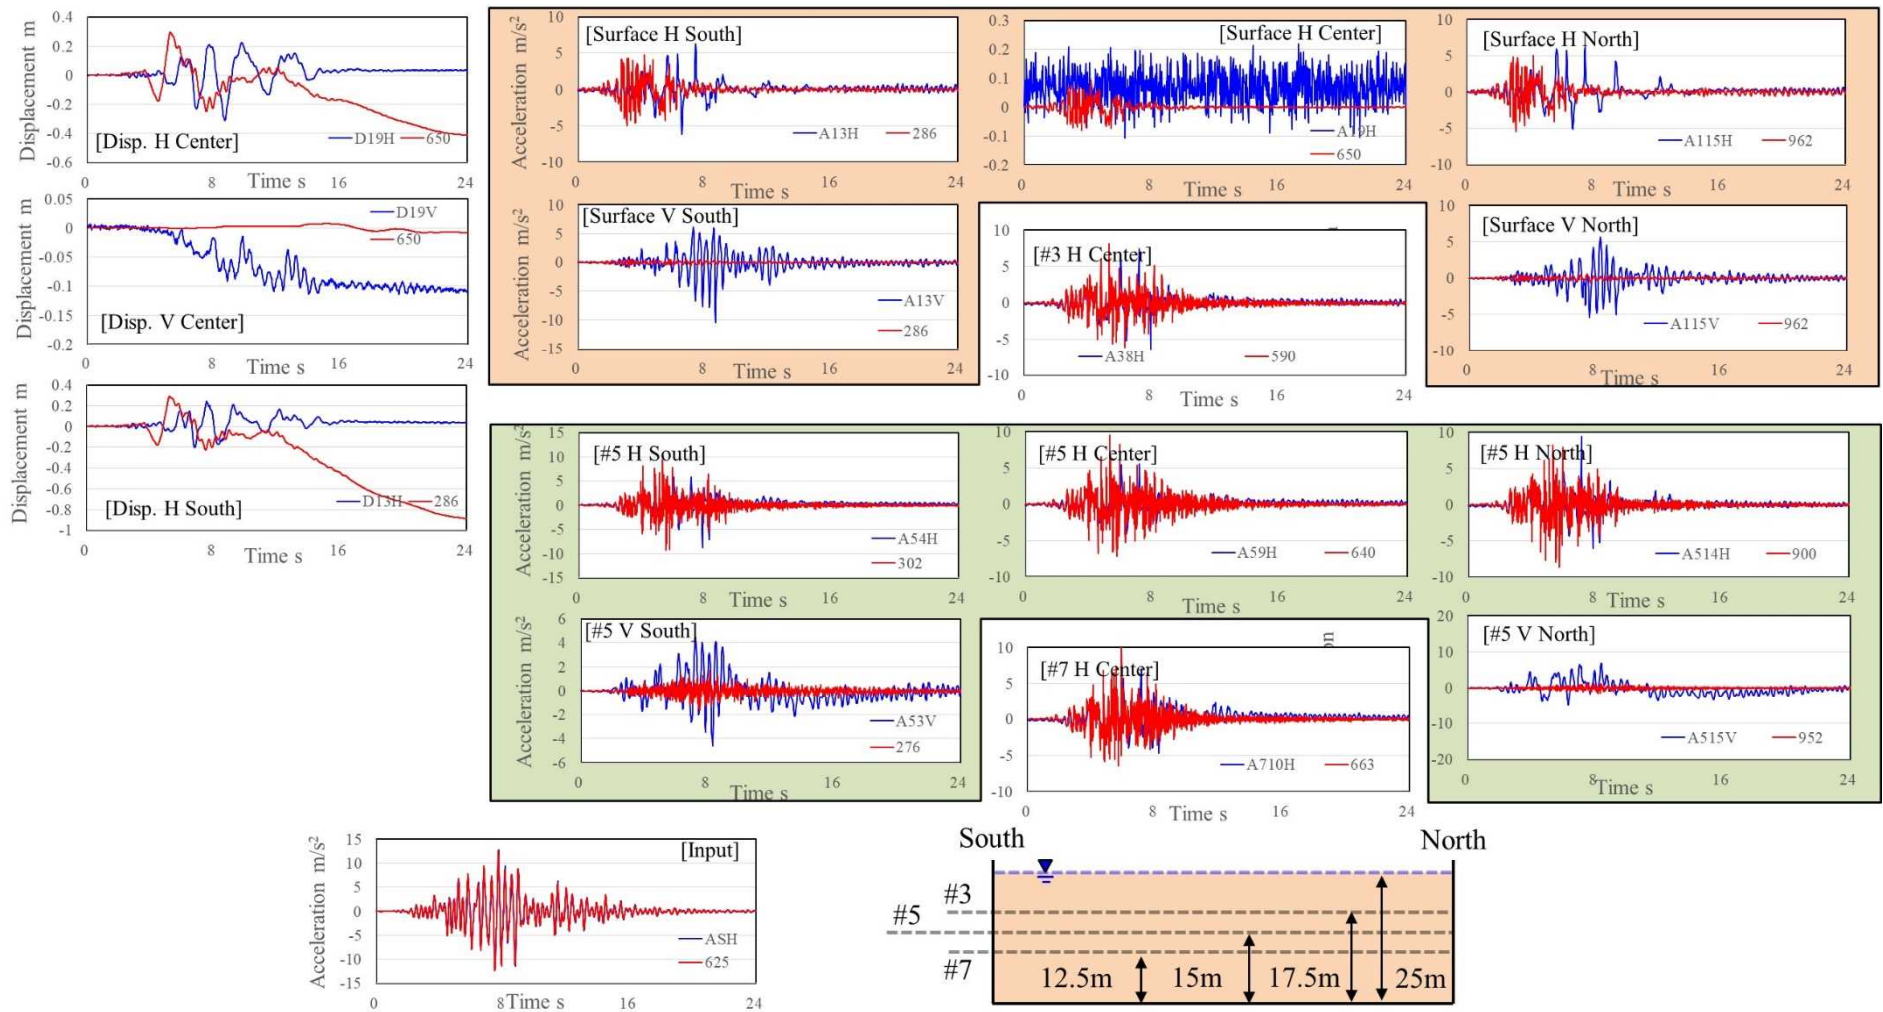 Displacement m
0.4
0.2
0
-0.2
-0.4
-0.6
[Disp. H Center]
D19H 650
0 8 16 24
Time s
Displacement m
0.05
0
-0.05
-0.1
-0.15
-0.2
D19V
650
[Disp. V Center]
0 8 16 24
Time s
Displacement m
0.4
0.2
0
-0.2
-0.4
-0.6
-0.8
-1
[Disp. H South]
D13H 286
0 8 16 24
Time s
Acceleration m/s²
10
5
0
-5
-10
[Surface H South]
A13H 286
0 8 16 24
Time s
0.3
0.2
0.1
0
-0.1
-0.2
[Surface H Center]
A19H
650
0 8 16 24
Time s
10
5
0
-5
-10
[Surface H North]
A115H 962
0 8 16 24
Time s
Acceleration m/s²
10
5
0
-5
-10
-15
[Surface V South]
A13V
286
0 8 16 24
Time s
10
5
0
-5
-10
[#3 H Center]
A38H 590
0 8 16 24
Time s
10
5
0
-5
-10
[Surface V North]
A115V 962
0 8 16 24
Time s
Acceleration m/s²
15
10
5
0
-5
-10
-15
[#5 H South]
A54H
302
0 8 16 24
Time s
10
5
0
-5
-10
[#5 H Center]
A59H 640
0 8 16 24
Time s
10
5
0
-5
-10
[#5 H North]
A514H 900
0 8 16 24
Time s
Acceleration m/s²
6
4
2
0
-2
-4
-6
[#5 V South]
A53V
276
0 8 16 24
Time s
on
10
5
0
-5
-10
[#7 H Center]
A710H 663
0 8 16 24
Time s
20
10
0
-10
-20
[#5 V North]
A515V 952
0 8 16 24
Time s
Acceleration m/s²
15
10
5
0
-5
-10
-15
[Input]
ASH
625
0 8 16 24
Time s
South North
#3
#5
#7
12.5m 15m 17.5m 25m